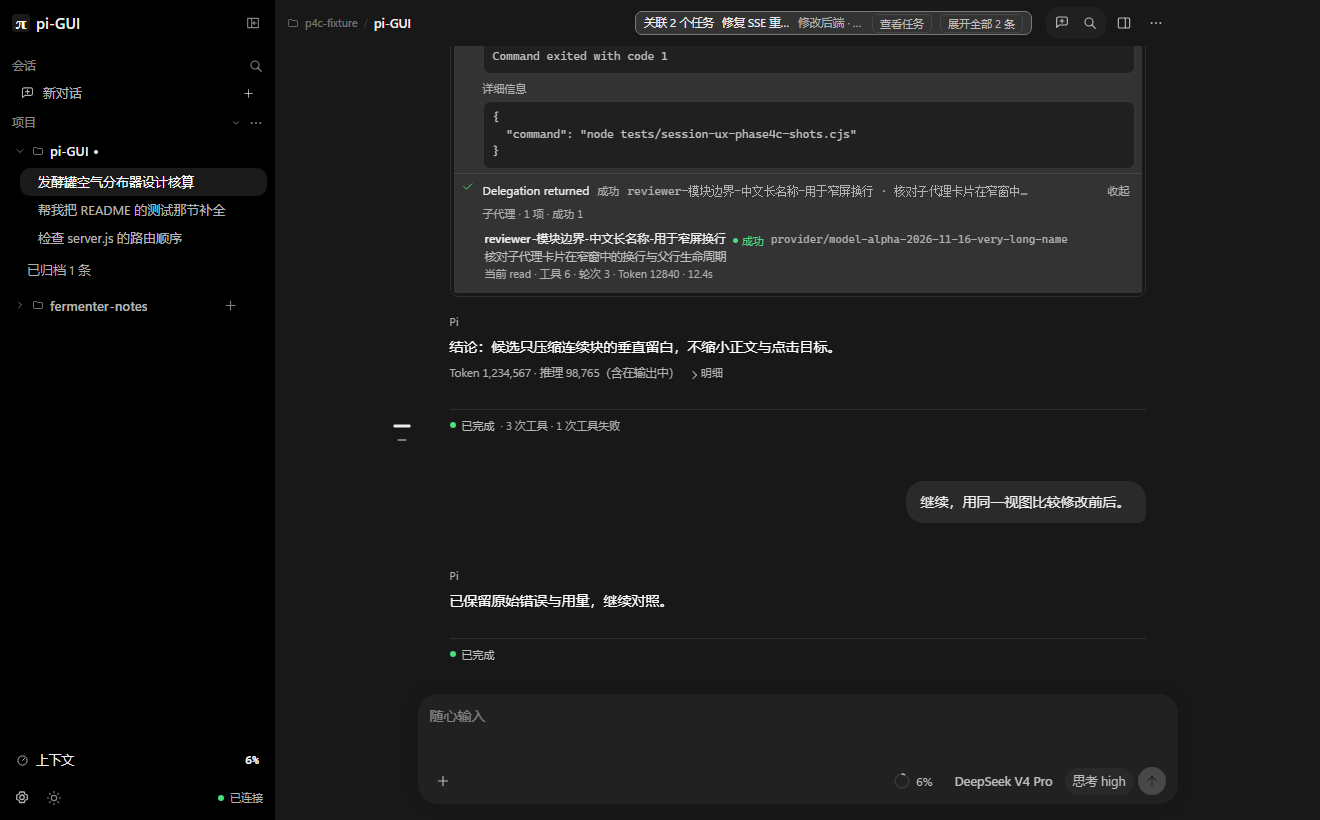 π pi-GUI
会话
新对话
项目
pi-GUI
发酵罐空气分布器设计核算
帮我把 README 的测试那节补全
检查 server.js 的路由顺序
已归档 1 条
fermenter-notes
上下文 6%
已连接
p4c-fixture / pi-GUI
关联 2 个任务 修复 SSE 重... 修改后端 · ... 查看任务 展开全部 2 条
Command exited with code 1
详细信息
{
"command": "node tests/session-ux-phase4c-shots.cjs"
}
Delegation returned 成功 reviewer-模块边界-中文长名称-用于窄屏换行 · 核对子代理卡片在窄窗中... 收起
子代理 · 1 项 · 成功 1
reviewer-模块边界-中文长名称-用于窄屏换行 成功 provider/model-alpha-2026-11-16-very-long-name
核对子代理卡片在窄窗中的换行与父行生命周期
当前 read · 工具 6 · 轮次 3 · Token 12840 · 12.4s
Pi
结论：候选只压缩连续块的垂直留白，不缩小正文与点击目标。
Token 1,234,567 · 推理 98,765（含在输出中） 明细
已完成 · 3 次工具 · 1 次工具失败
继续，用同一视图比较修改前后。
Pi
已保留原始错误与用量，继续对照。
已完成
随心输入
6% DeepSeek V4 Pro 思考 high